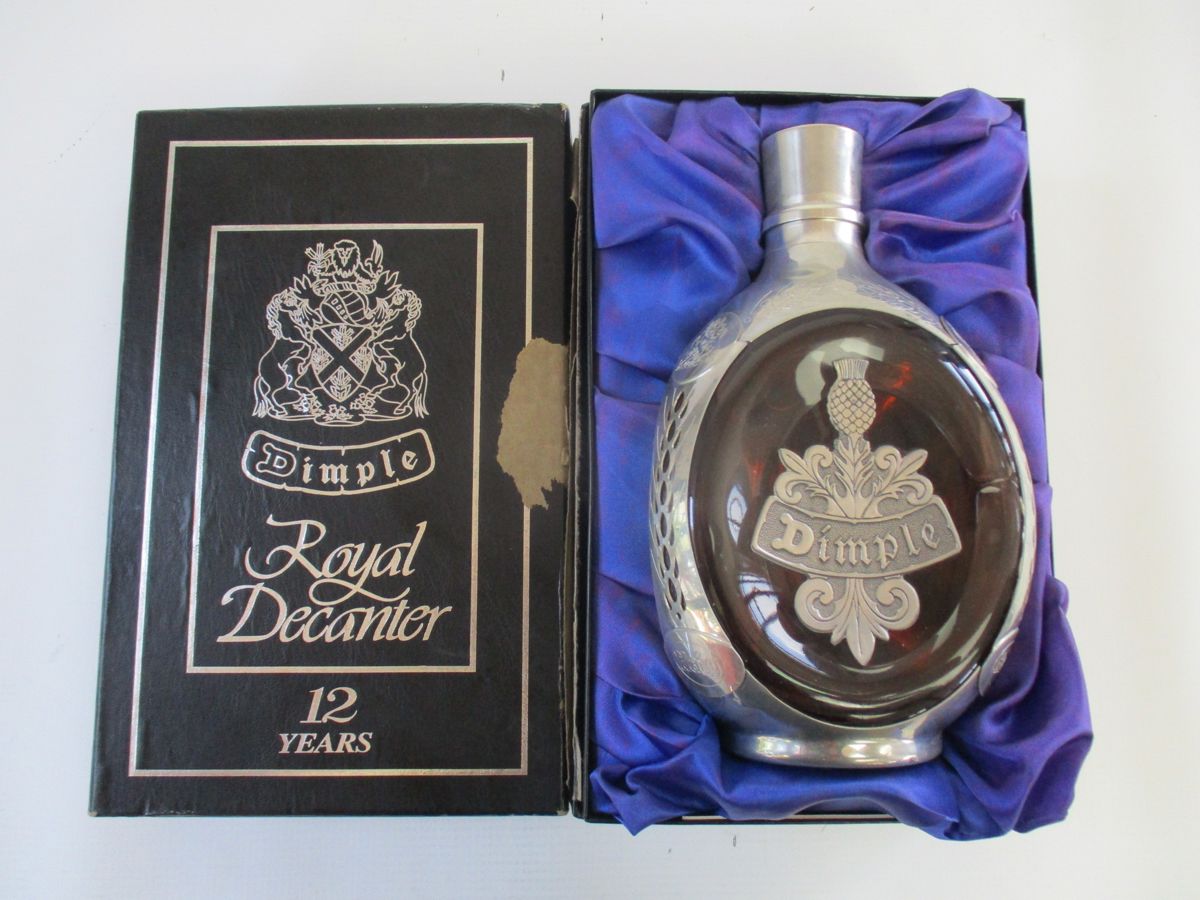 Dimple
Royal
Decanter
12
YEARS
Dimple